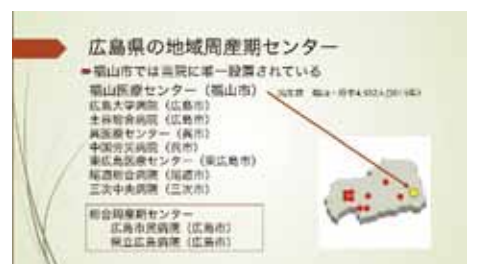 広島県の地域周産期センター
福山市では当院に唯一設置されている
福山医療センター（福山市）
広島大学病院（広島市）
土谷総合病院（広島市）
呉医療センター（呉市）
中国労災病院（呉市）
東広島医療センター（東広島市）
尾道総合病院（尾道市）
三次中央病院（三次市）
総合周産期センター
広島市民病院（広島市）
県立広島病院（広島市）